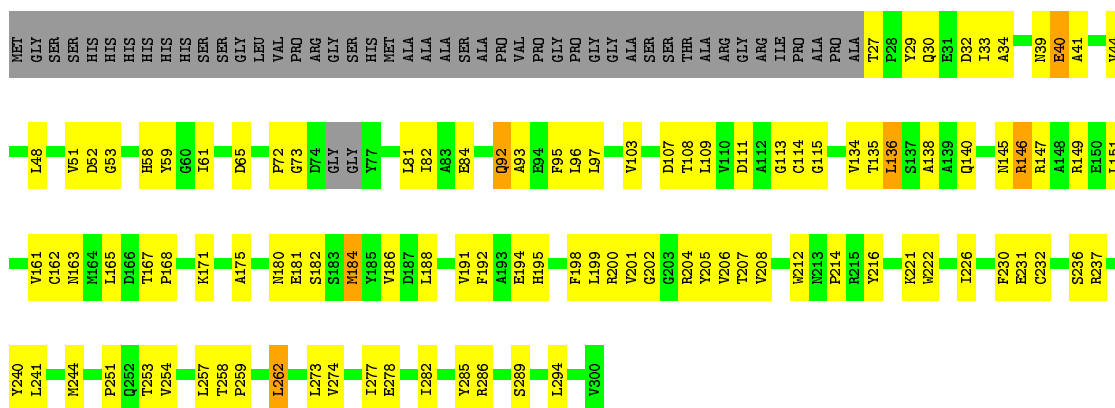 MET GLY SER SER HIS HIS HIS HIS HIS HIS SER SER GLY LEU VAL PRO ARG GLY SER HIS MET ALA ALA ALA SER ALA PRO VAL PRO GLY PRO GLY GLY ALA SER SER THR ALA ARG GLY ARG ILE PRO ALA PRO ALA T27 P28 Y29 Q30 E31 D32 I33 A34 N39 E40 A41 V44
L48 V51 D52 G53 H58 Y59 G60 I61 D65 P72 G73 D74 GLY GLY Y77 L81 I82 A83 E84 Q92 A93 E94 F95 L96 L97 V103 D107 T108 L109 V110 D111 A112 G113 C114 G115 V134 T135 L136 S137 A138 A139 Q140 N145 R146 R147 A148 R149 E150 L151
V161 C162 N163 M164 L165 D166 T167 P168 K171 A175 N180 E181 S182 S183 M184 Y185 V186 D187 L188 V191 F192 A193 E194 H195 F198 L199 R200 V201 G202 G203 R204 Y205 V206 T207 V208 W212 N213 P214 R215 Y216 K221 W222 I226 F230 E231 C232 S236 R237
Y240 L241 M244 P251 Q252 T253 V254 L257 T258 P259 L262 L273 V274 I277 E278 I282 Y285 R286 S289 L294 V300